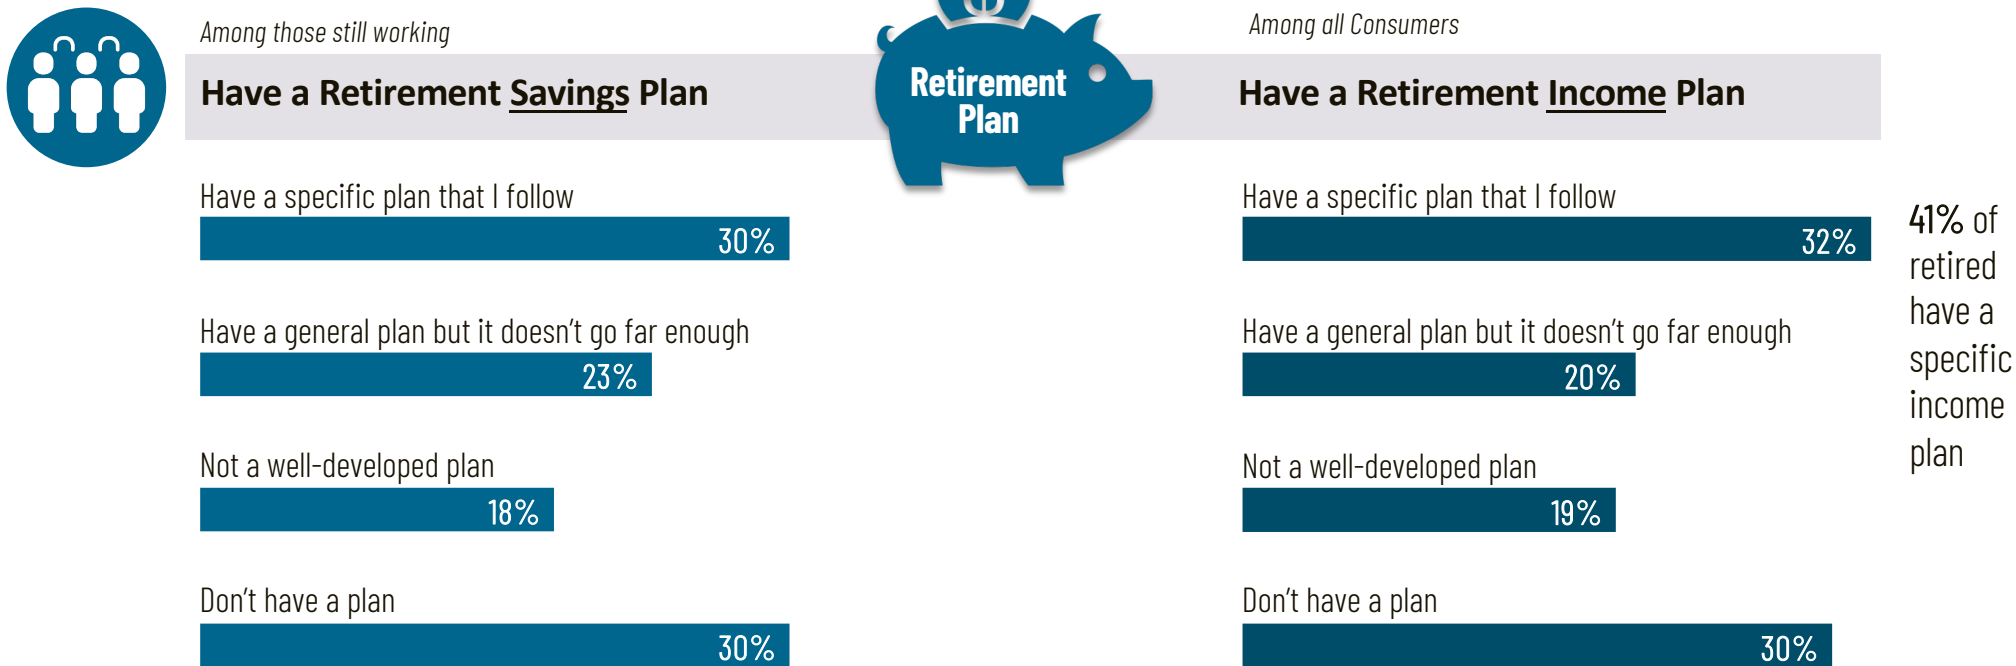 Among those still working
Have a Retirement Savings Plan
Have a specific plan that I follow
30%
Have a general plan but it doesn't go far enough
23%
Not a well-developed plan
18%
Don't have a plan
30%
Retirement
Plan
Among all Consumers
Have a Retirement Income Plan
Have a specific plan that I follow
32%
Have a general plan but it doesn't go far enough
20%
Not a well-developed plan
19%
Don't have a plan
30%
41% of
retired
have a
specific
income
plan